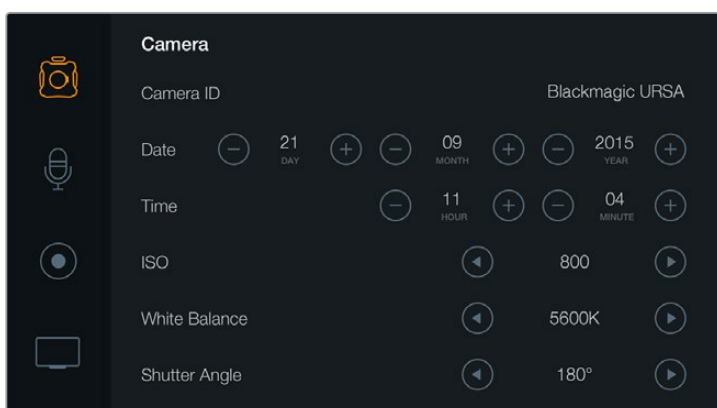 Camera
Camera ID Blackmagic URSA
Date 21 09 2015
DAY MONTH YEAR
Time 11 04
HOUR MINUTE
ISO 800
White Balance 5600K
Shutter Angle 180°